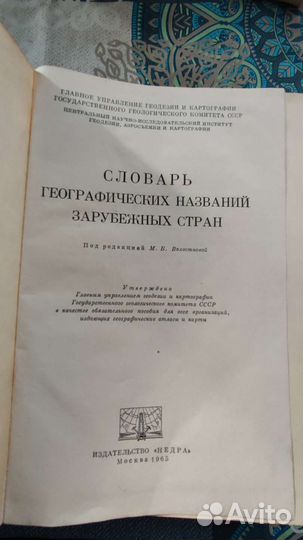 ГЛАВНОЕ УПРАВЛЕНИЕ ГЕОДЕЗИИ И КАРТОГРАФИИ
ГОСУДАРСТВЕННОГО ГЕОЛОГИЧЕСКОГО КОМИТЕТА СССР
ЦЕНТРАЛЬНЫЙ НАУЧНО-ИССЛЕДОВАТЕЛЬСКИЙ ИНСТИТУТ
ГЕОДЕЗИИ, АЭРОСЪЕМКИ И КАРТОГРАФИИ
СЛОВАРЬ
ГЕОГРАФИЧЕСКИХ НАЗВАНИЙ
ЗАРУБЕЖНЫХ СТРАН
Под редакцией М. Б. Волостновой
Утверждена
Главным управлением геодезии и картографии
Государственного геологического комитета СССР
в качестве обязательного пособия для всех организаций,
издающих географические атласы и карты
ИЗДАТЕЛЬСТВО «НЕДРА»
Москва 1965
Avito